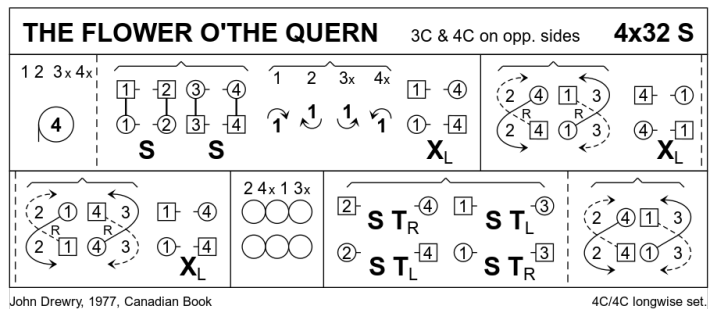 THE FLOWER O'THE QUERN 3C & 4C on opp. sides 4x32 S
1 2 3x 4x
4
1 2 3 4
1 2 3 4
S S
1 2 3x 4x
1 1 1 1
1 4
1 4
XL
2 4 1 3
R
2 4 1 3
4 1
4 1
XL
2 1 4 3
R R
2 1 4 3
1 4
1 4
XL
2 4x 1 3x
2 4 1 3
S TR S TL
2 4 1 3
S TL S TR
2 4 1 3
2 4 1 3
John Drewry, 1977, Canadian Book 4C/4C longwise set.